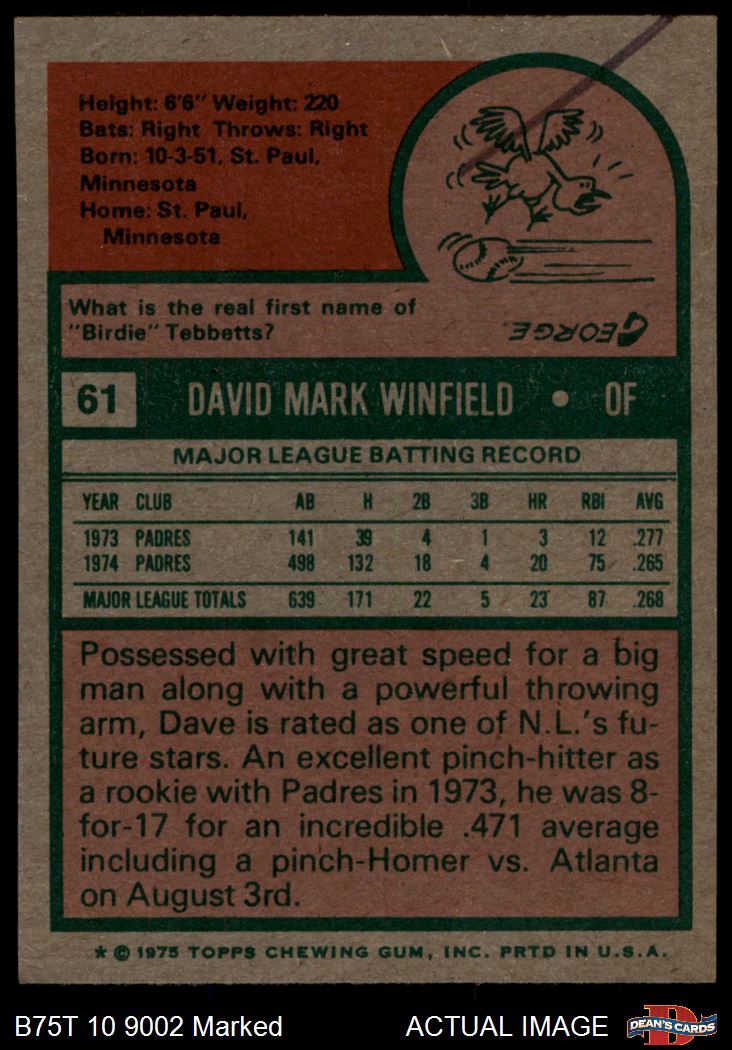 Height: 6'6" Weight: 220
Bats: Right Throws: Right
Born: 10-3-51, St. Paul,
Minnesota
Home: St. Paul,
Minnesota
What is the real first name of
"Birdie" Tebbetts?
GEORGE.
61 DAVID MARK WINFIELD • OF
MAJOR LEAGUE BATTING RECORD
YEAR CLUB AB H 2B 3B HR RBI AVG
1973 PADRES 141 39 4 1 3 12 .277
1974 PADRES 498 132 18 4 20 75 .265
MAJOR LEAGUE TOTALS 639 171 22 5 23 87 .268
Possessed with great speed for a big
man along with a powerful throwing
arm, Dave is rated as one of N.L.'s fu-
ture stars. An excellent pinch-hitter as
a rookie with Padres in 1973, he was 8-
for-17 for an incredible .471 average
including a pinch-Homer vs. Atlanta
on August 3rd.
* © 1975 TOPPS CHEWING GUM, INC. PRTD IN U.S.A.
B75T 10 9002 Marked ACTUAL IMAGE
D
DEAN'S CARDS